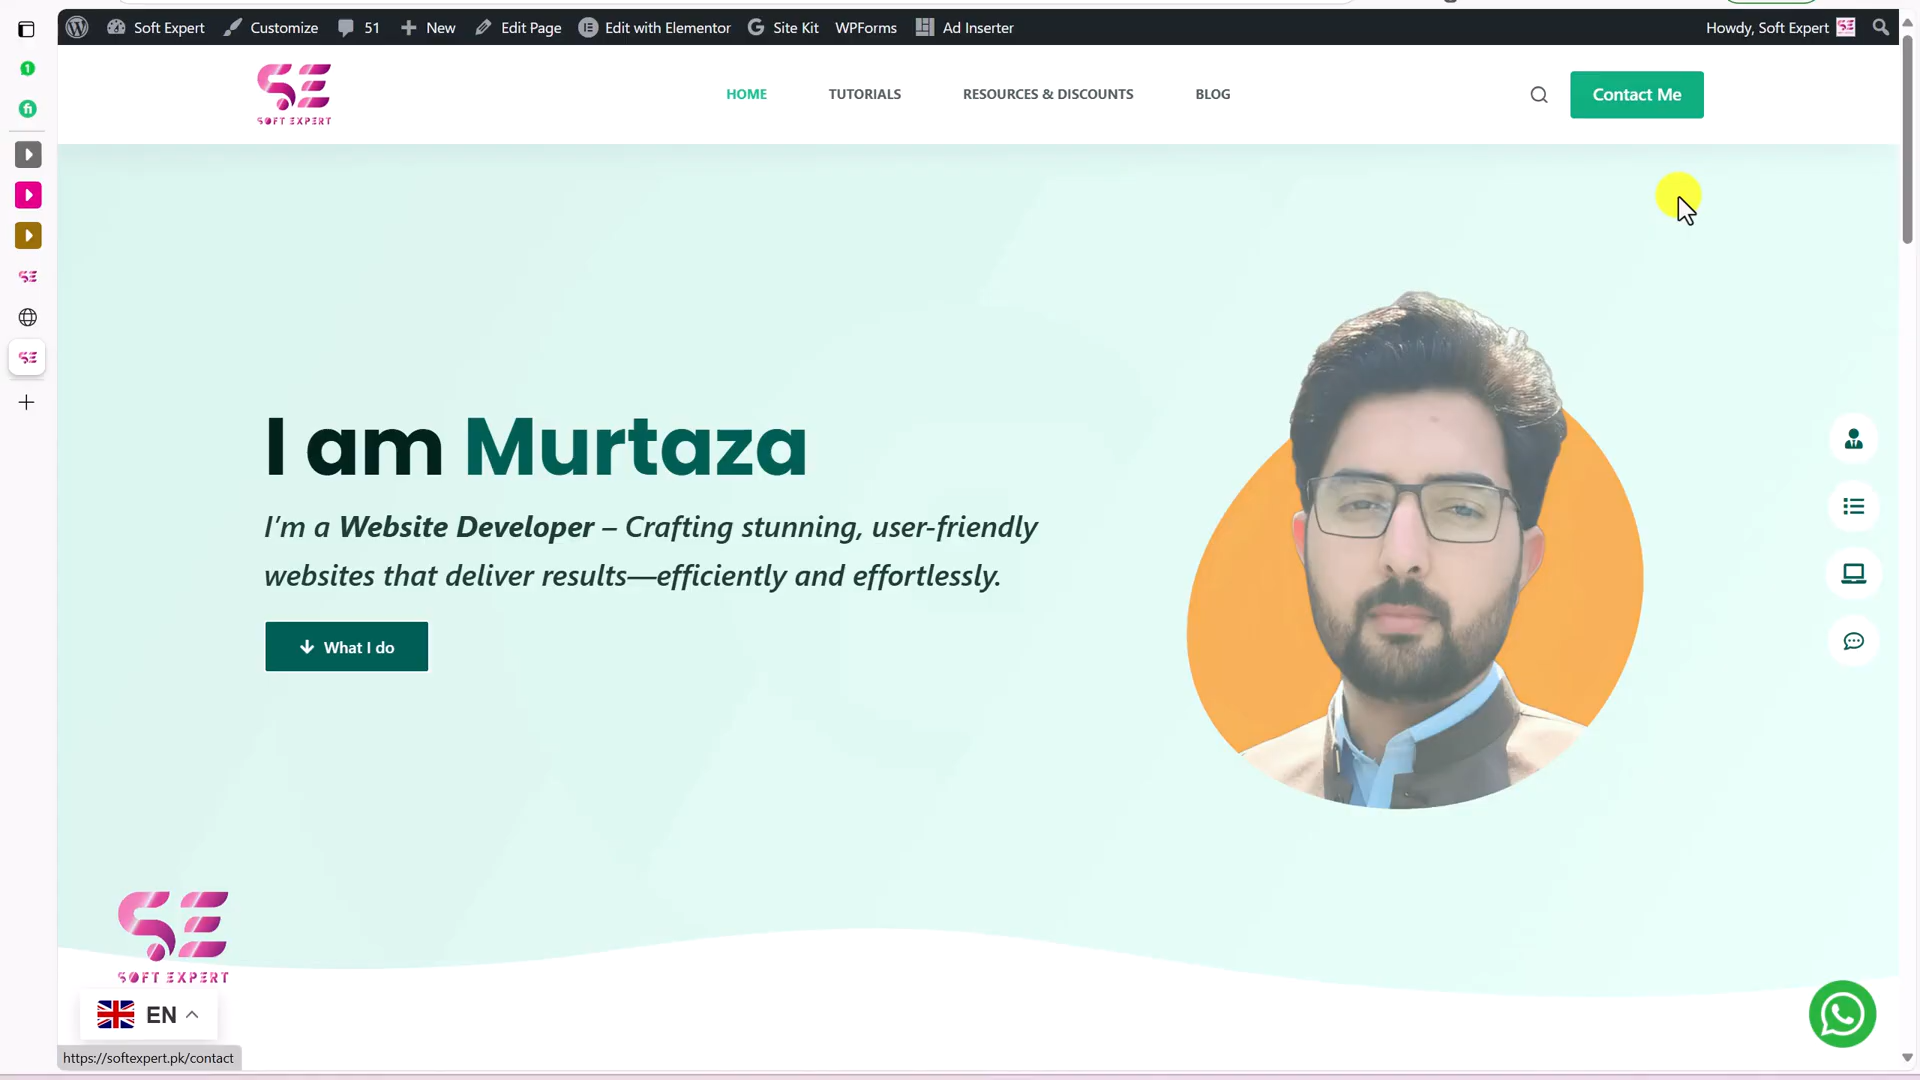 Soft Expert Customize 51 New Edit Page Edit with Elementor Site Kit WPForms Ad Inserter Howdy, Soft Expert
SOFT EXPERT
HOME TUTORIALS RESOURCES & DISCOUNTS BLOG Contact Me
I am Murtaza
I'm a Website Developer – Crafting stunning, user-friendly
websites that deliver results—efficiently and effortlessly.
What I do
SOFT EXPERT
EN
https://softexpert.pk/contact